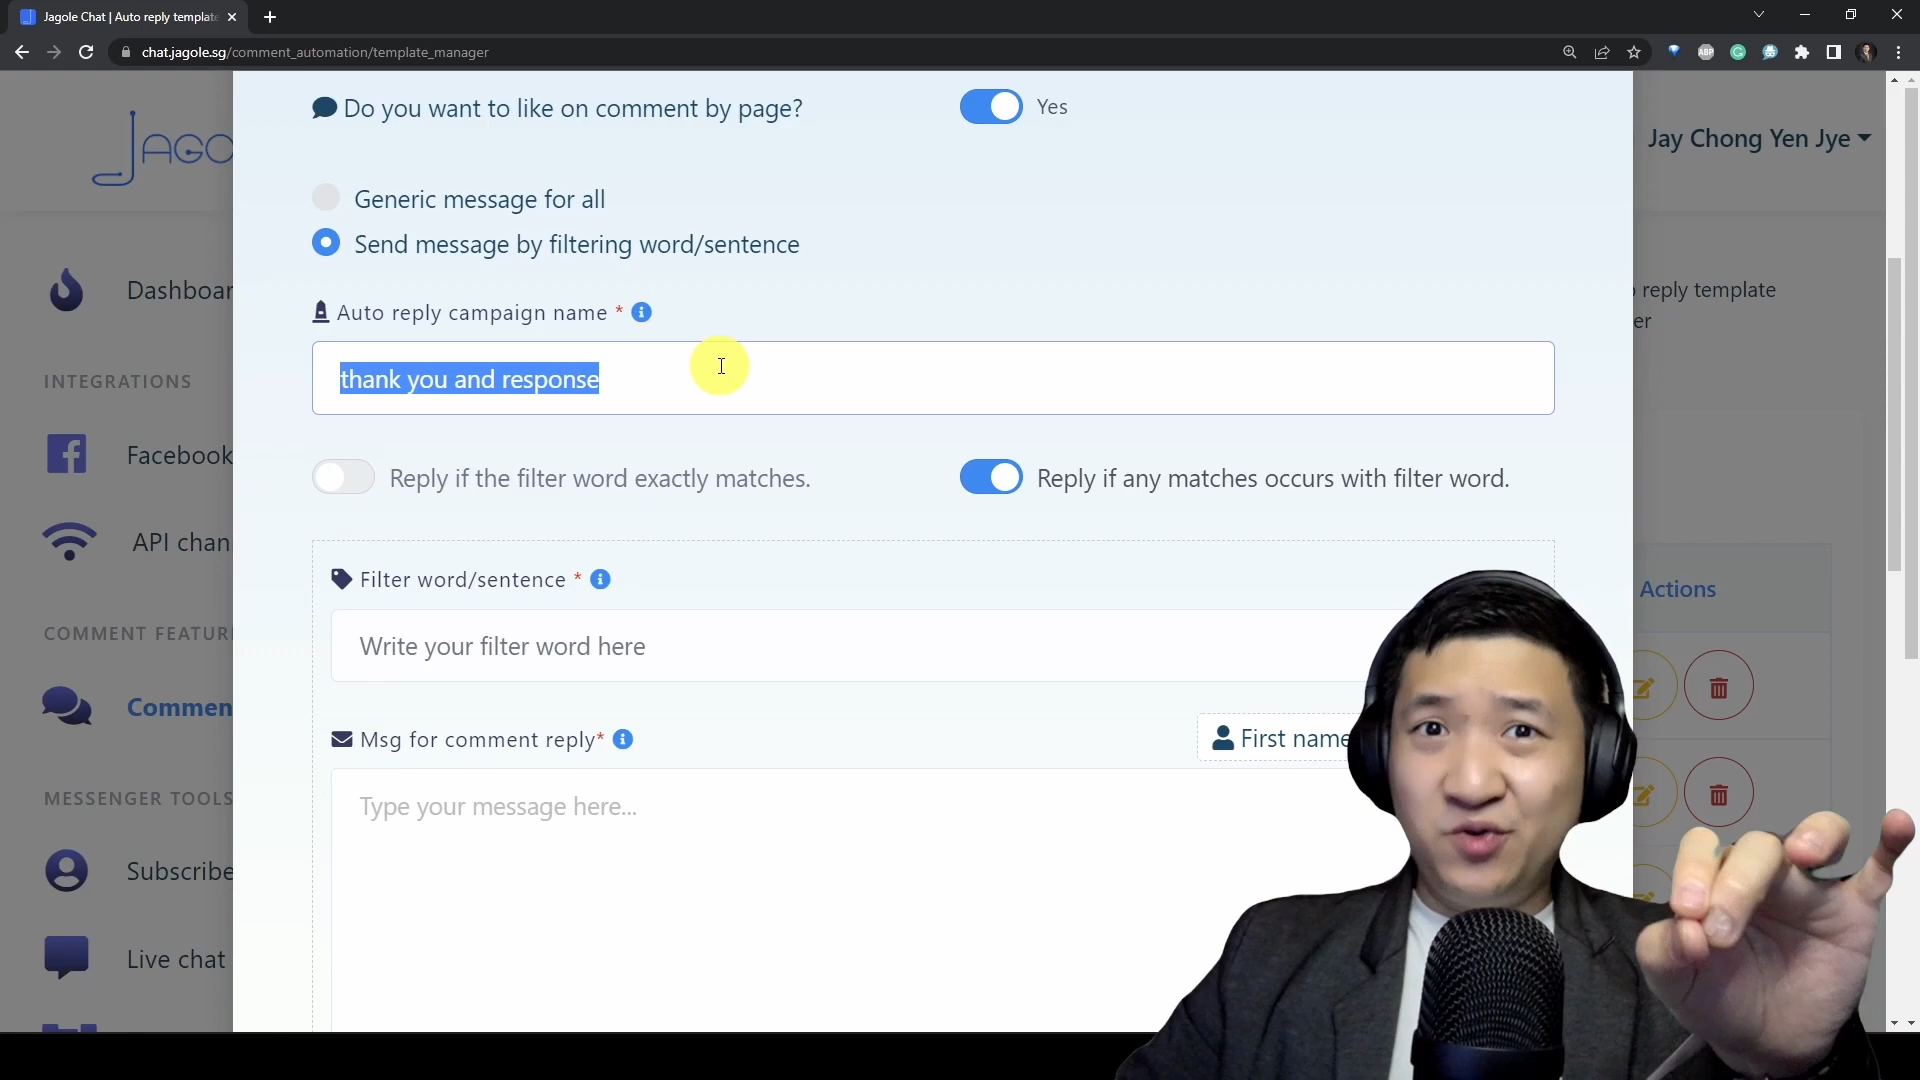 Jagole Chat | Auto reply template
chat.jagole.sg/comment_automation/template_manager
ABP
JAGO
Jay Chong Yen Jye
Do you want to like on comment by page?
Yes
Generic message for all
Send message by filtering word/sentence
Auto reply campaign name *
thank you and response
Reply if the filter word exactly matches.
Reply if any matches occurs with filter word.
Filter word/sentence *
Write your filter word here
Msg for comment reply*
First name
Type your message here...
Dashboar
INTEGRATIONS
Facebook
API chan
COMMENT FEATUR
Commen
MESSENGER TOOLS
Subscribe
Live chat
reply template
er
Actions